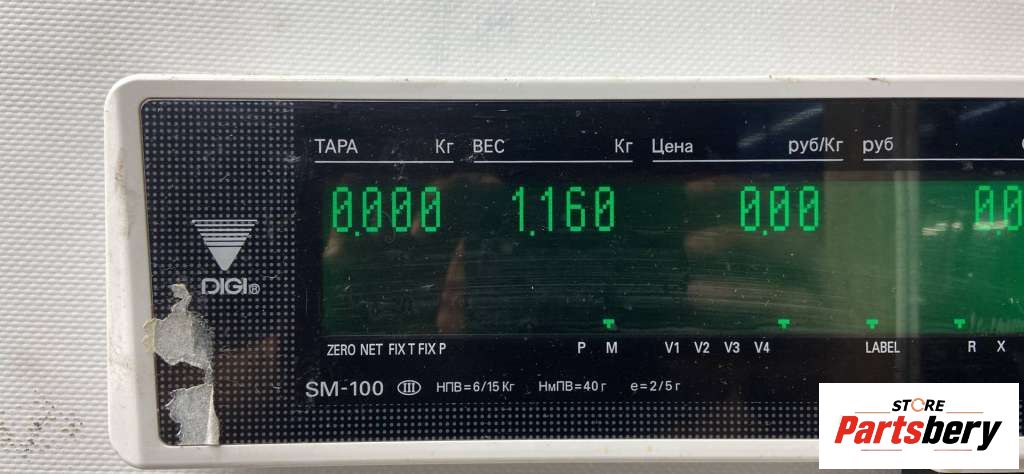 ТАРА Кг ВЕС Кг Цена руб/Кг руб
0.000 1.160 0.00 0.0
DIGI®
ZERO NET FIX T FIX P P M V1 V2 V3 V4 LABEL R X
SM-100 III НПВ=6/15 Кг НмПВ=40 г e=2/5 г
STORE
Partsbery